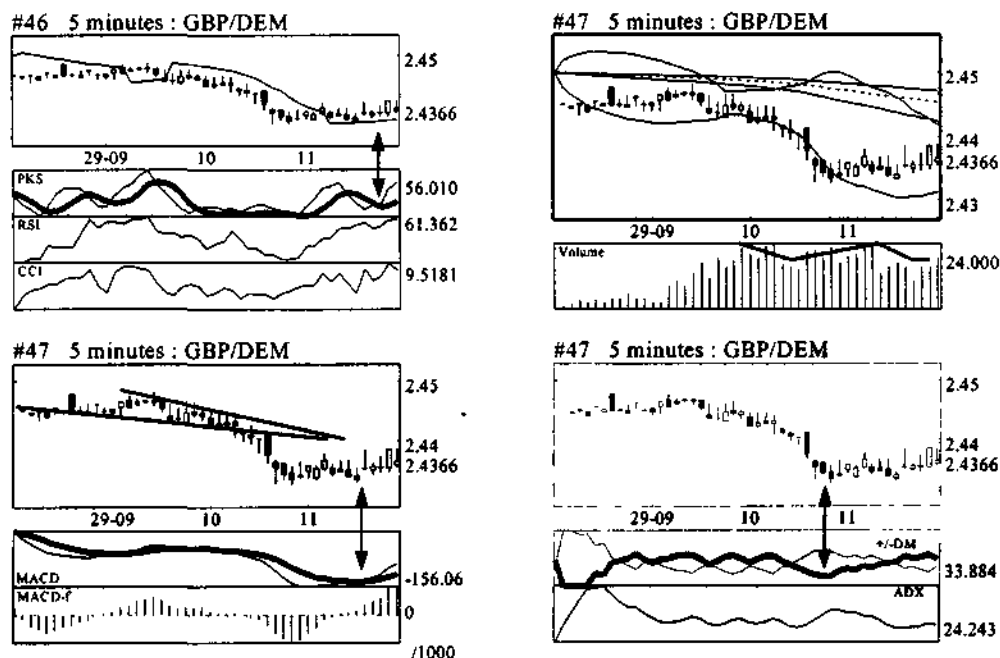 #46 5 minutes : GBP/DEM
2.45
2.4366
29-09 10 11
PKS
56.010
RSI
61.362
CCI
9.5181
#47 5 minutes : GBP/DEM
2.45
2.44
2.4366
2.43
29-09 10 11
Volume
24.000
#47 5 minutes : GBP/DEM
2.45
2.44
2.4366
29-09 10 11
MACD
-156.06
MACD-f
0
/1000
#47 5 minutes : GBP/DEM
2.45
2.44
2.4366
29-09 10 11
+/-DM
33.884
ADX
24.243